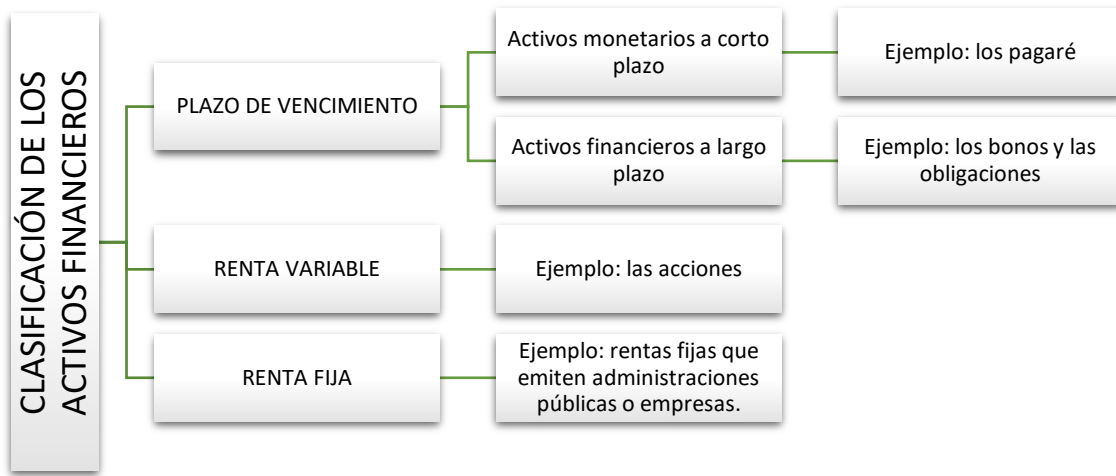 CLASIFICACIÓN DE LOS
ACTIVOS FINANCIEROS
PLAZO DE VENCIMIENTO
Activos monetarios a corto
plazo
Ejemplo: los pagaré
Activos financieros a largo
plazo
Ejemplo: los bonos y las
obligaciones
RENTA VARIABLE
Ejemplo: las acciones
RENTA FIJA
Ejemplo: rentas fijas que
emiten administraciones
públicas o empresas.